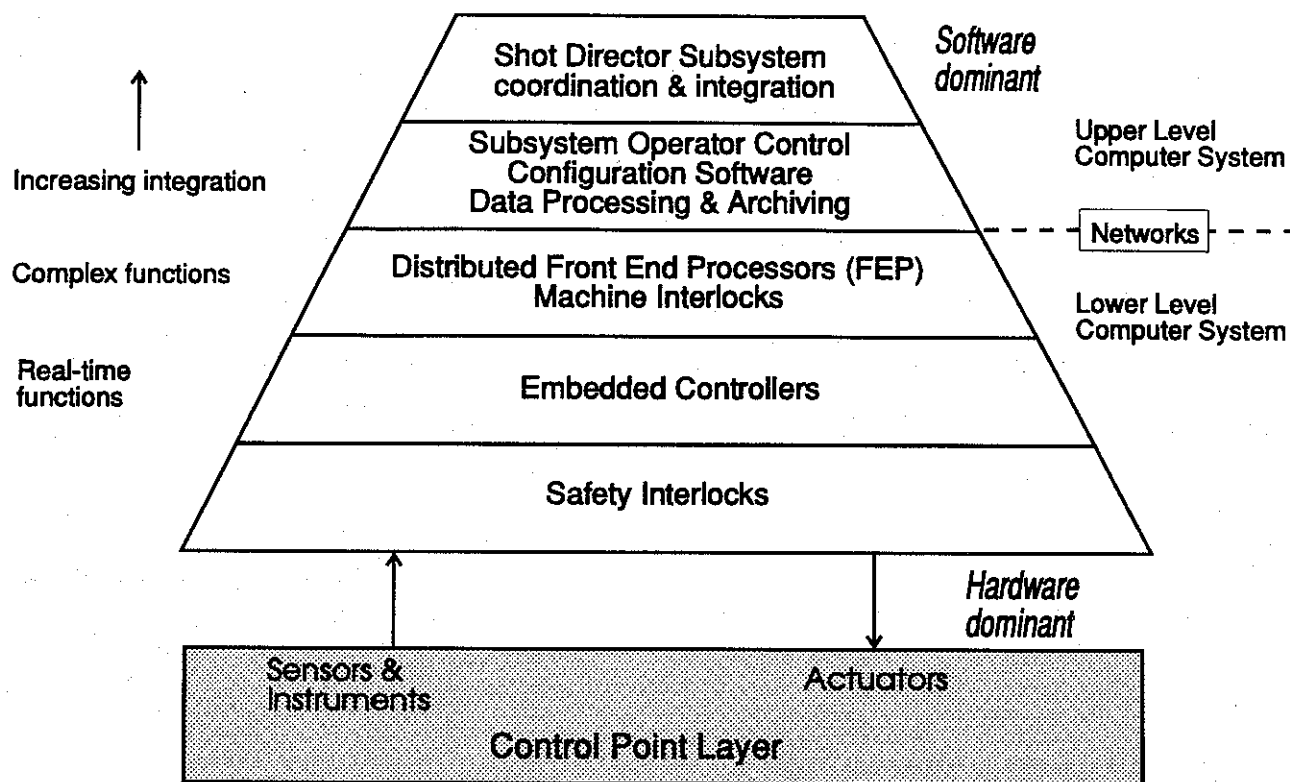 Shot Director Subsystem
coordination & integration
Software
dominant
Subsystem Operator Control
Configuration Software
Data Processing & Archiving
Upper Level
Computer System
Increasing integration
Networks
Distributed Front End Processors (FEP)
Machine Interlocks
Complex functions
Lower Level
Computer System
Real-time
functions
Embedded Controllers
Safety Interlocks
Hardware
dominant
Sensors &
Instruments
Actuators
Control Point Layer